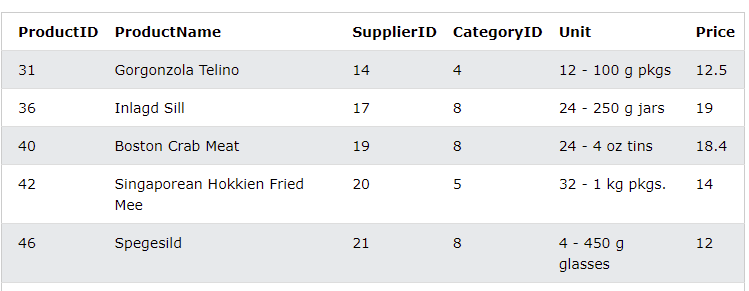 ProductID ProductName SupplierID CategoryID Unit Price
31 Gorgonzola Telino 14 4 12 - 100 g pkgs 12.5
36 Inlagd Sill 17 8 24 - 250 g jars 19
40 Boston Crab Meat 19 8 24 - 4 oz tins 18.4
42 Singaporean Hokkien Fried 20 5 32 - 1 kg pkgs. 14
Mee
46 Spegesild 21 8 4 - 450 g 12
glasses